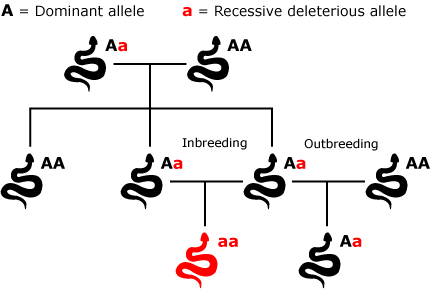 A = Dominant allele a = Recessive deleterious allele
Aa AA
Inbreeding Outbreeding
AA Aa Aa AA
aa Aa